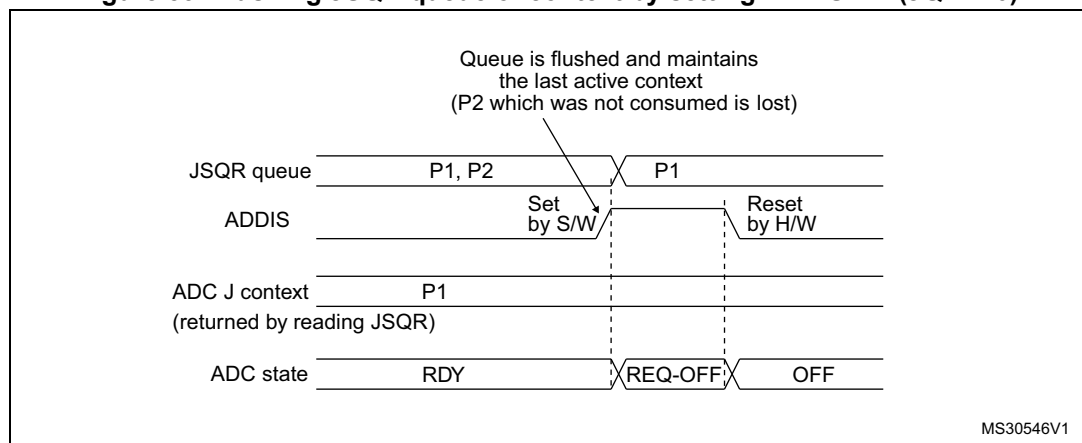 Queue is flushed and maintains
the last active context
(P2 which was not consumed is lost)
JSQR queue
P1, P2
P1
ADDIS
Set
by S/W
Reset
by H/W
ADC J context
(returned by reading JSQR)
P1
ADC state
RDY
REQ-OFF
OFF
MS30546V1